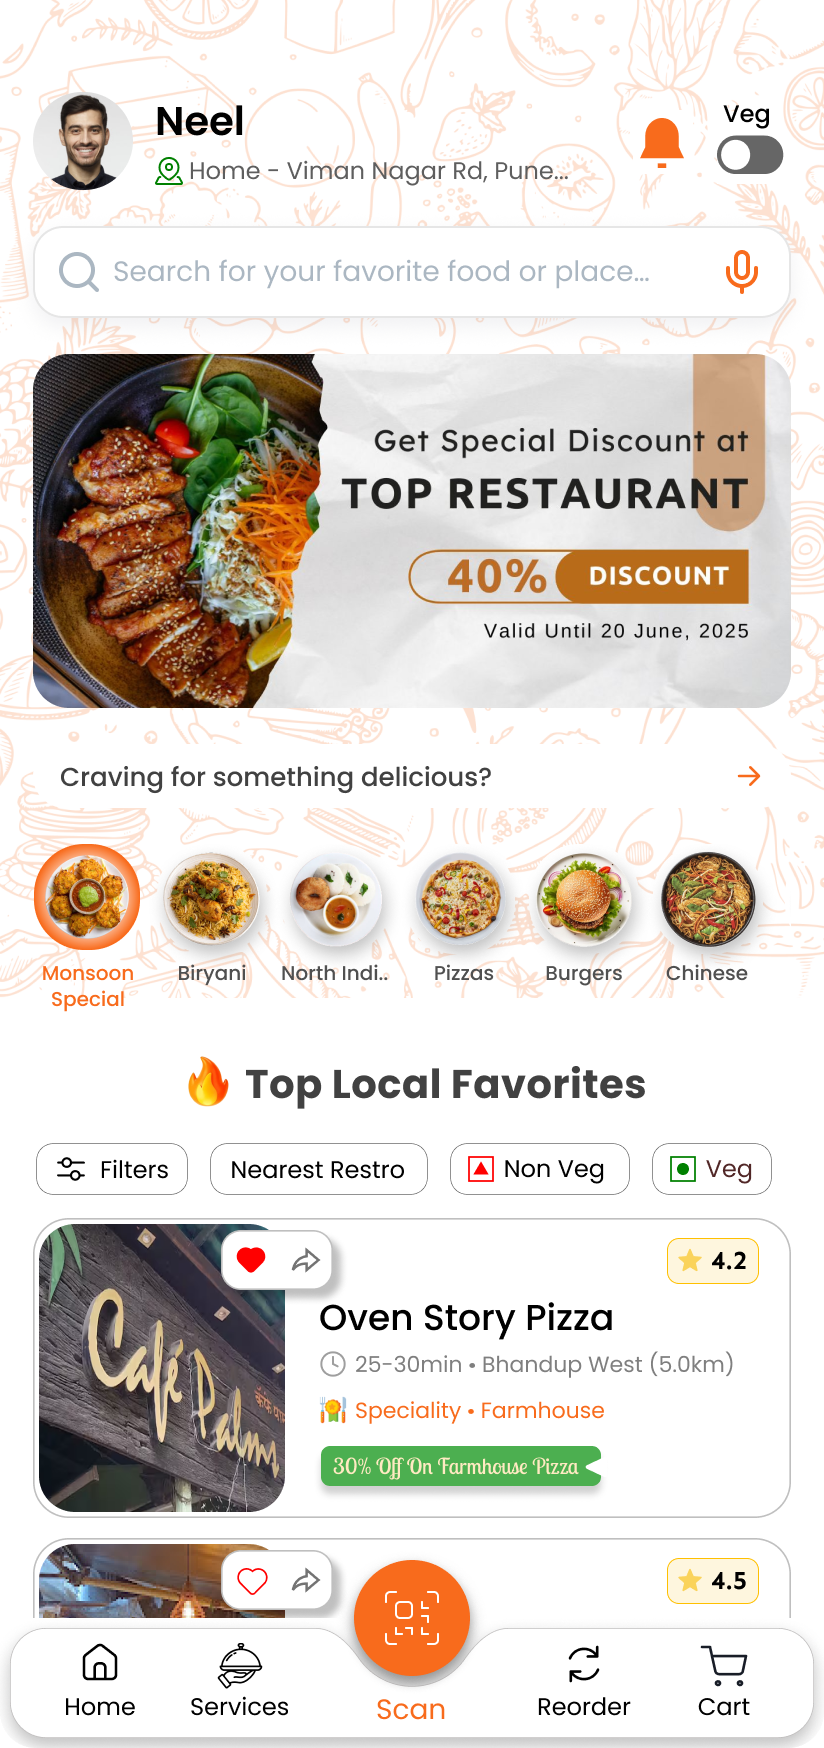 Neel
Veg
Home - Viman Nagar Rd, Pune...
Search for your favorite food or place...
Get Special Discount at
TOP RESTAURANT
40% DISCOUNT
Valid Until 20 June, 2025
Craving for something delicious?
Monsoon
Special
Biryani
North Indi..
Pizzas
Burgers
Chinese
🔥 Top Local Favorites
Filters
Nearest Restro
Non Veg
Veg
Café Palms
4.2
Oven Story Pizza
25-30min • Bhandup West (5.0km)
Speciality • Farmhouse
30% Off On Farmhouse Pizza
4.5
Home
Services
Scan
Reorder
Cart